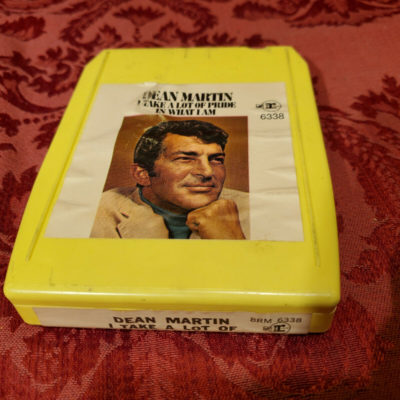 DEAN MARTIN
I TAKE A LOT OF PRIDE
IN WHAT I AM
6338
DEAN MARTIN
8RM 6338
I TAKE A LOT OF